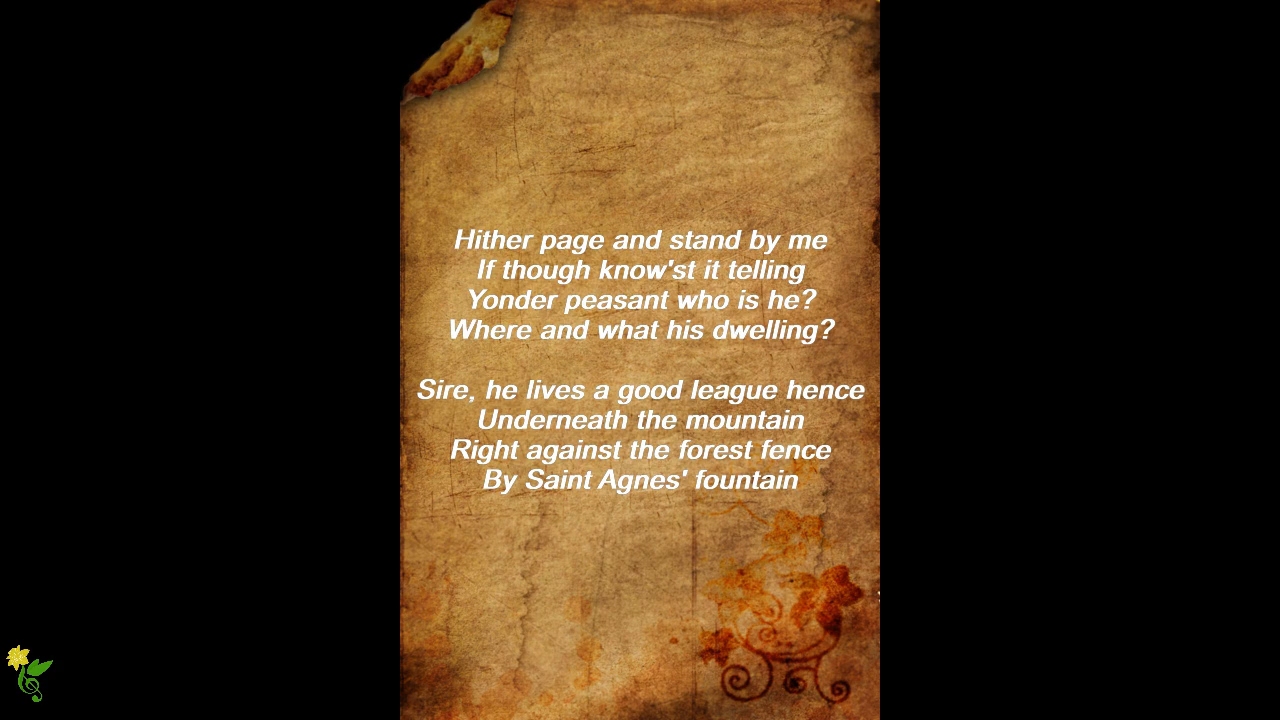 Hither page and stand by me
If though know'st it telling
Yonder peasant who is he?
Where and what his dwelling?
Sire, he lives a good league hence
Underneath the mountain
Right against the forest fence
By Saint Agnes' fountain